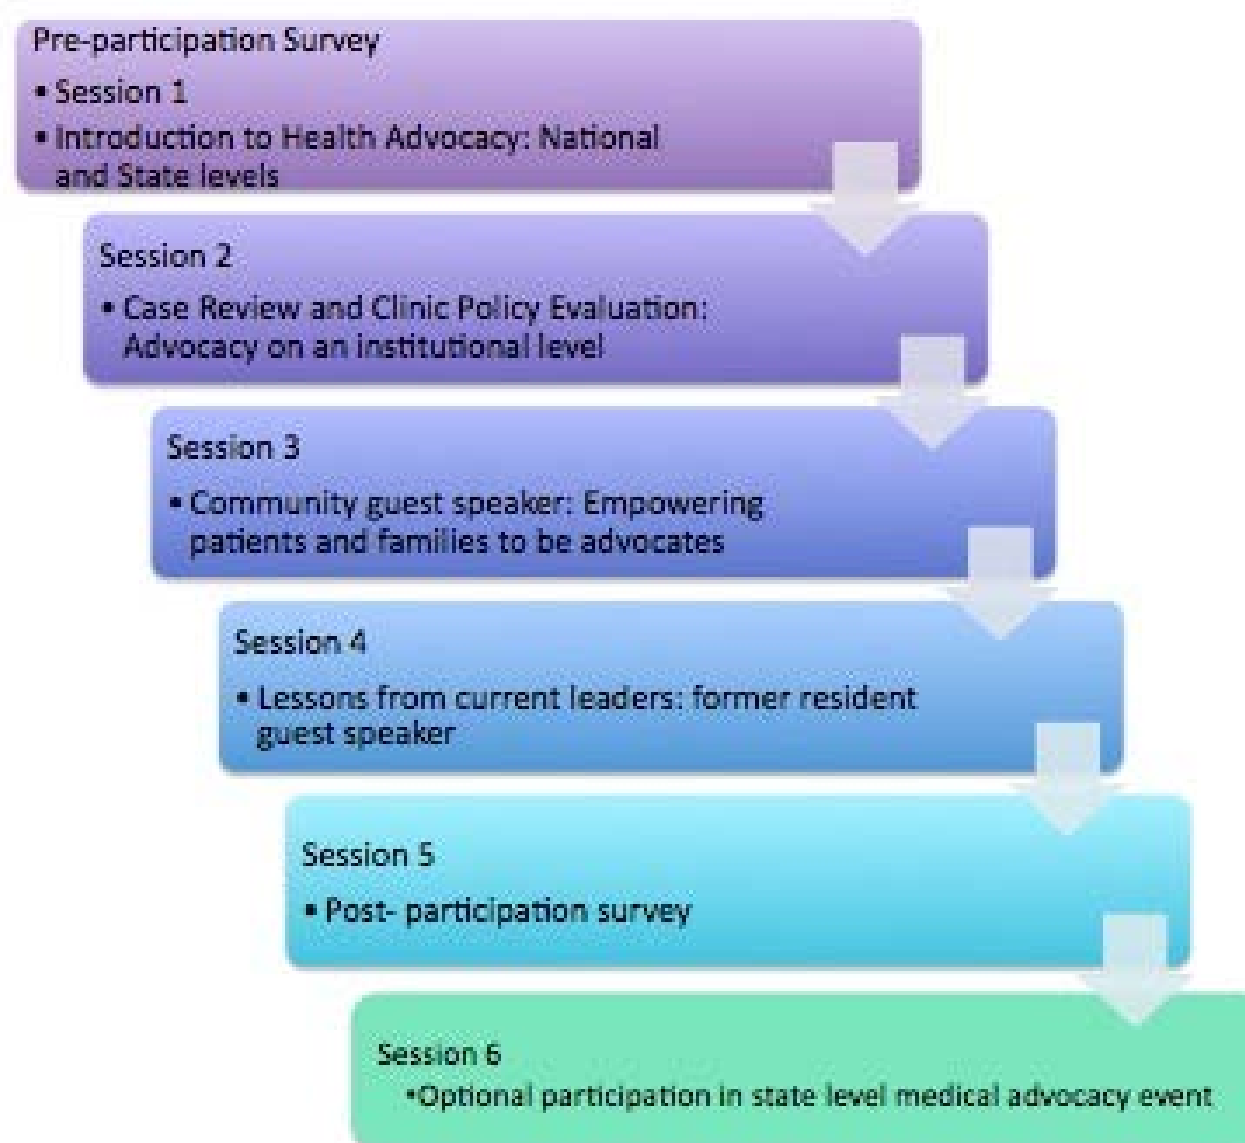 Pre-participation Survey
• Session 1
• Introduction to Health Advocacy: National
and State levels
Session 2
• Case Review and Clinic Policy Evaluation:
Advocacy on an institutional level
Session 3
• Community guest speaker: Empowering
patients and families to be advocates
Session 4
• Lessons from current leaders: former resident
guest speaker
Session 5
• Post- participation survey
Session 6
•Optional participation in state level medical advocacy event